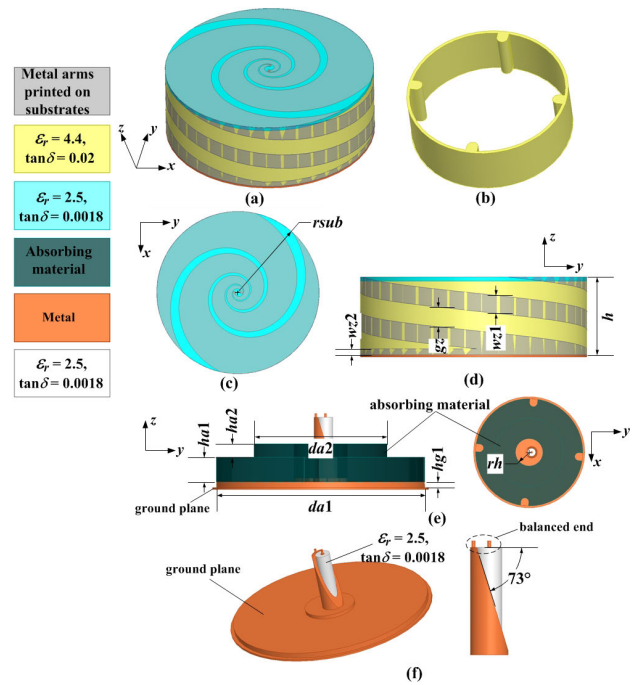 Metal arms
printed on
substrates
εr = 4.4,
tanδ = 0.02
εr = 2.5,
tanδ = 0.0018
Absorbing
material
Metal
εr = 2.5,
tanδ = 0.0018
z
y
x
(a)
(b)
y
x
rsub
(c)
z
y
wz2
gz
wz1
h
(d)
z
y
ha1
ha2
da2
hg1
ground plane
da1
absorbing material
rh
y
x
(e)
εr = 2.5,
tanδ = 0.0018
ground plane
balanced end
73°
(f)